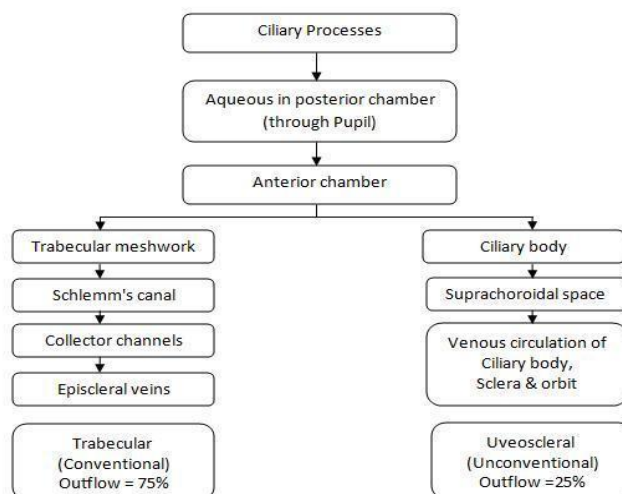 Ciliary Processes
Aqueous in posterior chamber
(through Pupil)
Anterior chamber
Trabecular meshwork
Schlemm's canal
Collector channels
Episcleral veins
Trabecular
(Conventional)
Outflow = 75%
Ciliary body
Suprachoroidal space
Venous circulation of
Ciliary body,
Sclera & orbit
Uveoscleral
(Unconventional)
Outflow =25%